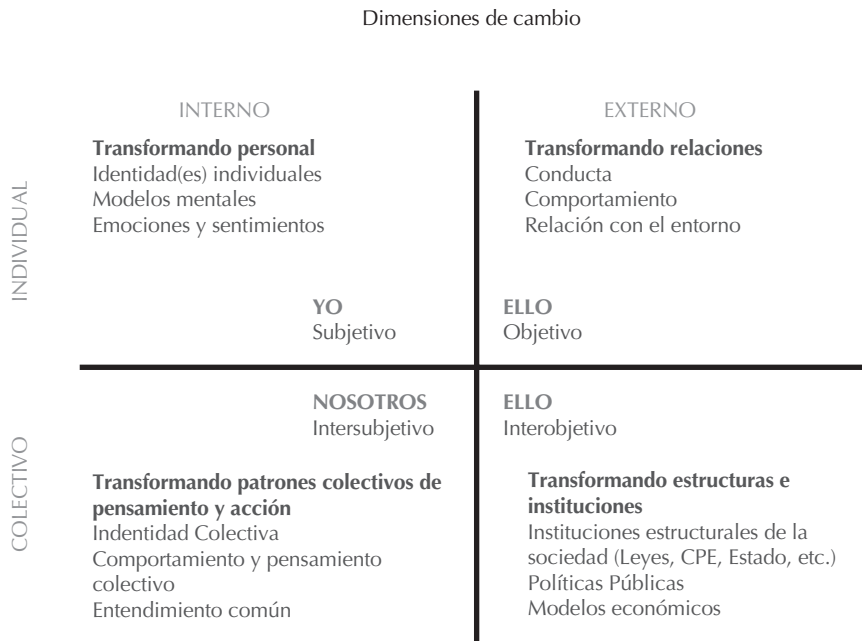 Dimensiones de cambio
INTERNO
EXTERNO
INDIVIDUAL
Transformando personal
Identidad(es) individuales
Modelos mentales
Emociones y sentimientos
Transformando relaciones
Conducta
Comportamiento
Relación con el entorno
YO
Subjetivo
ELLO
Objetivo
COLECTIVO
NOSOTROS
Intersubjetivo
ELLO
Interobjetivo
Transformando patrones colectivos de
pensamiento y acción
Indentidad Colectiva
Comportamiento y pensamiento
colectivo
Entendimiento común
Transformando estructuras e
instituciones
Instituciones estructurales de la
sociedad (Leyes, CPE, Estado, etc.)
Políticas Públicas
Modelos económicos